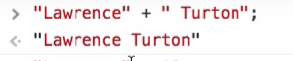 > "Lawrence" + " Turton";
< "Lawrence Turton"